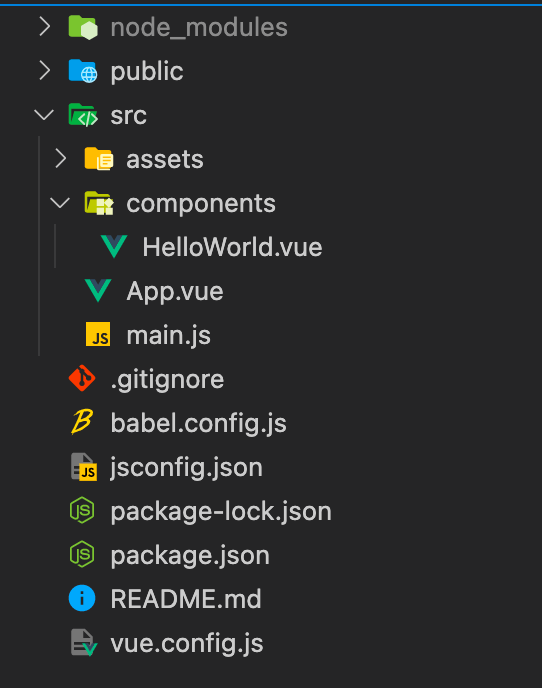 node_modules
public
src
assets
components
HelloWorld.vue
App.vue
JS main.js
.gitignore
babel.config.js
JS jsconfig.json
JS package-lock.json
JS package.json
README.md
vue.config.js